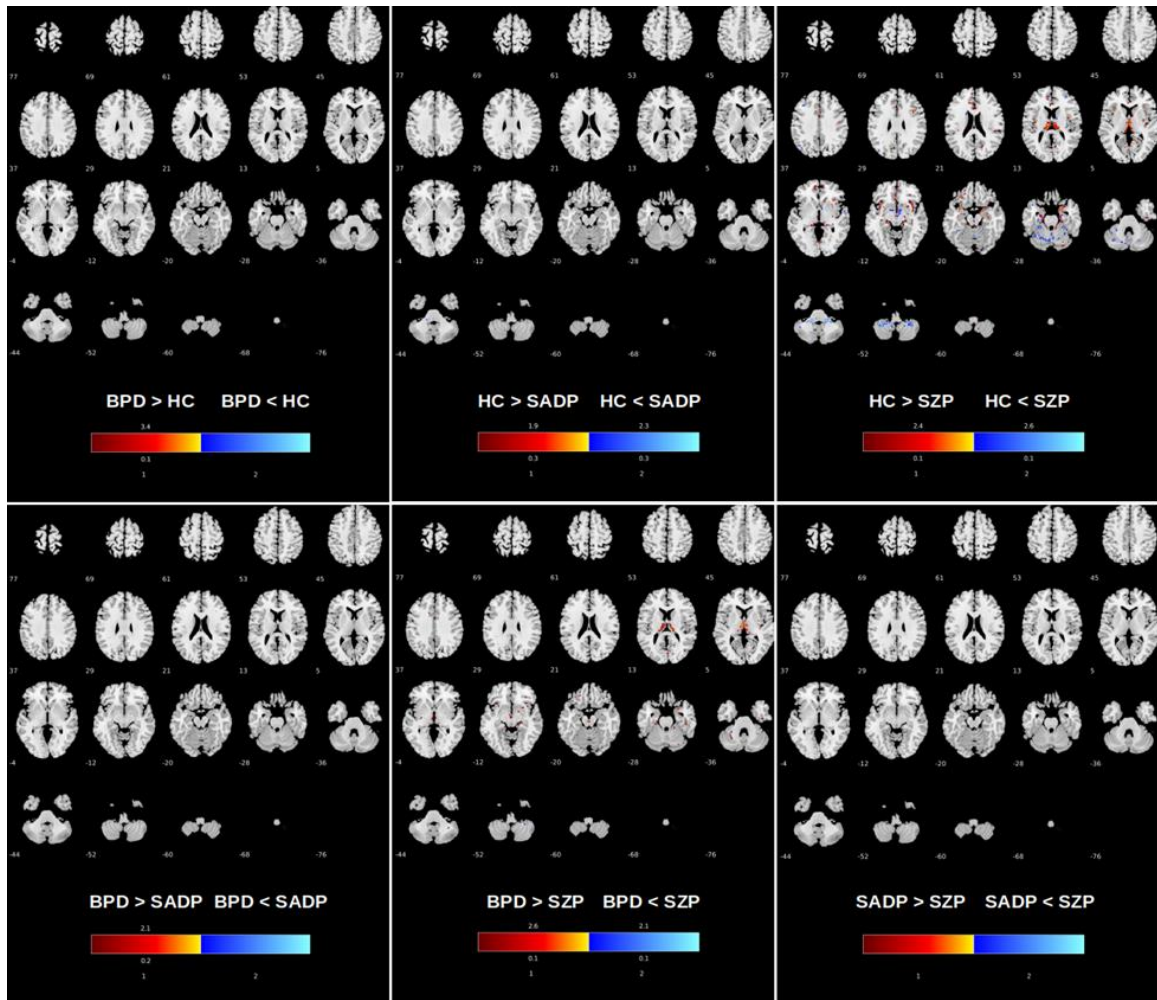 77 69 61 53 45
37 29 21 13 5
-4 -12 -20 -28 -36
-44 -52 -60 -68 -76
BPD > HC BPD < HC
3.4
0.1
1 2
77 69 61 53 45
37 29 21 13 5
-4 -12 -20 -28 -36
-44 -52 -60 -68 -76
HC > SADP HC < SADP
1.9 2.3
0.3 0.3
1 2
77 69 61 53 45
37 29 21 13 5
-4 -12 -20 -28 -36
-44 -52 -60 -68 -76
HC > SZP HC < SZP
2.4 2.6
0.1 0.1
1 2
77 69 61 53 45
37 29 21 13 5
-4 -12 -20 -28 -36
-44 -52 -60 -68 -76
BPD > SADP BPD < SADP
2.1
0.2
1 2
77 69 61 53 45
37 29 21 13 5
-4 -12 -20 -28 -36
-44 -52 -60 -68 -76
BPD > SZP BPD < SZP
2.6 2.1
0.1 0.1
1 2
77 69 61 53 45
37 29 21 13 5
-4 -12 -20 -28 -36
-44 -52 -60 -68 -76
SADP > SZP SADP < SZP
1 2